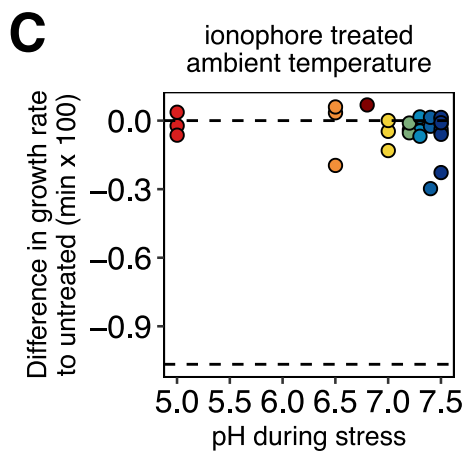 C
ionophore treated
ambient temperature
Difference in growth rate
to untreated (min x 100)
0.0
−0.3
−0.6
−0.9
5.0 5.5 6.0 6.5 7.0 7.5
pH during stress